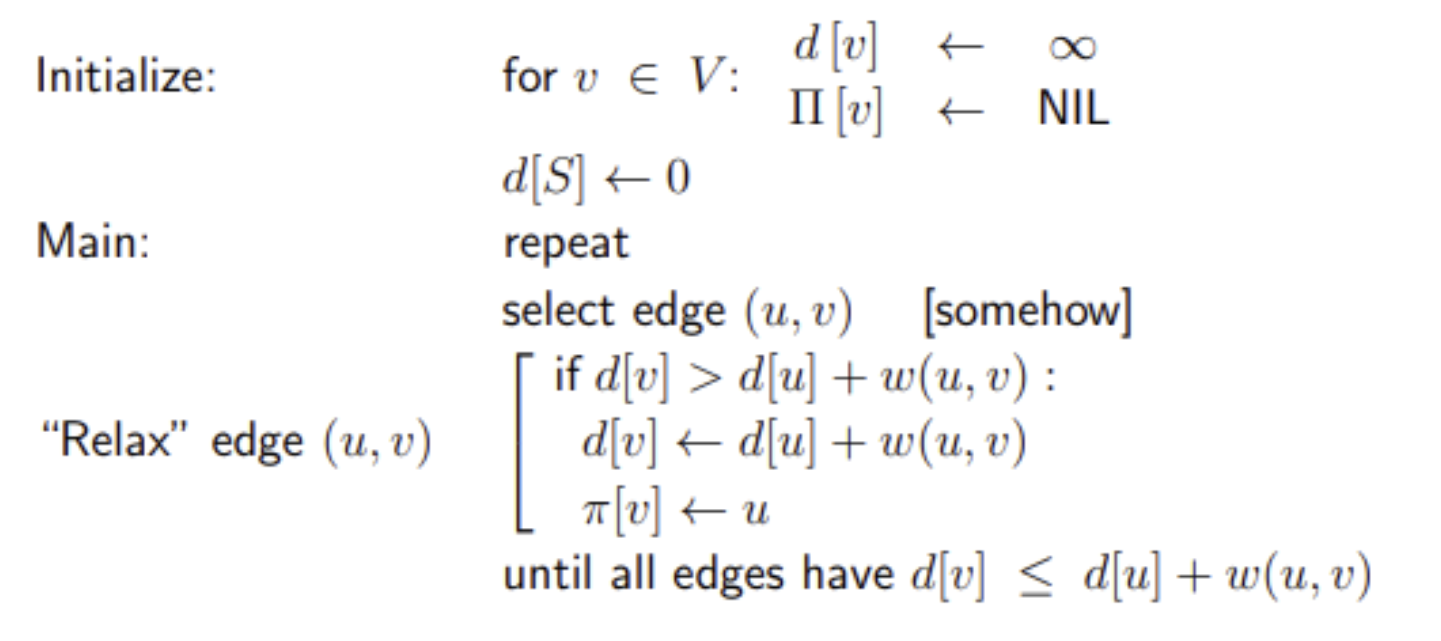 Initialize: for v ∈ V: d [v] ← ∞
Π [v] ← NIL
d[S] ← 0
Main: repeat
select edge (u, v) [somehow]
if d[v] > d[u] + w(u, v) :
“Relax” edge (u, v) d[v] ← d[u] + w(u, v)
π[v] ← u
until all edges have d[v] ≤ d[u] + w(u, v)